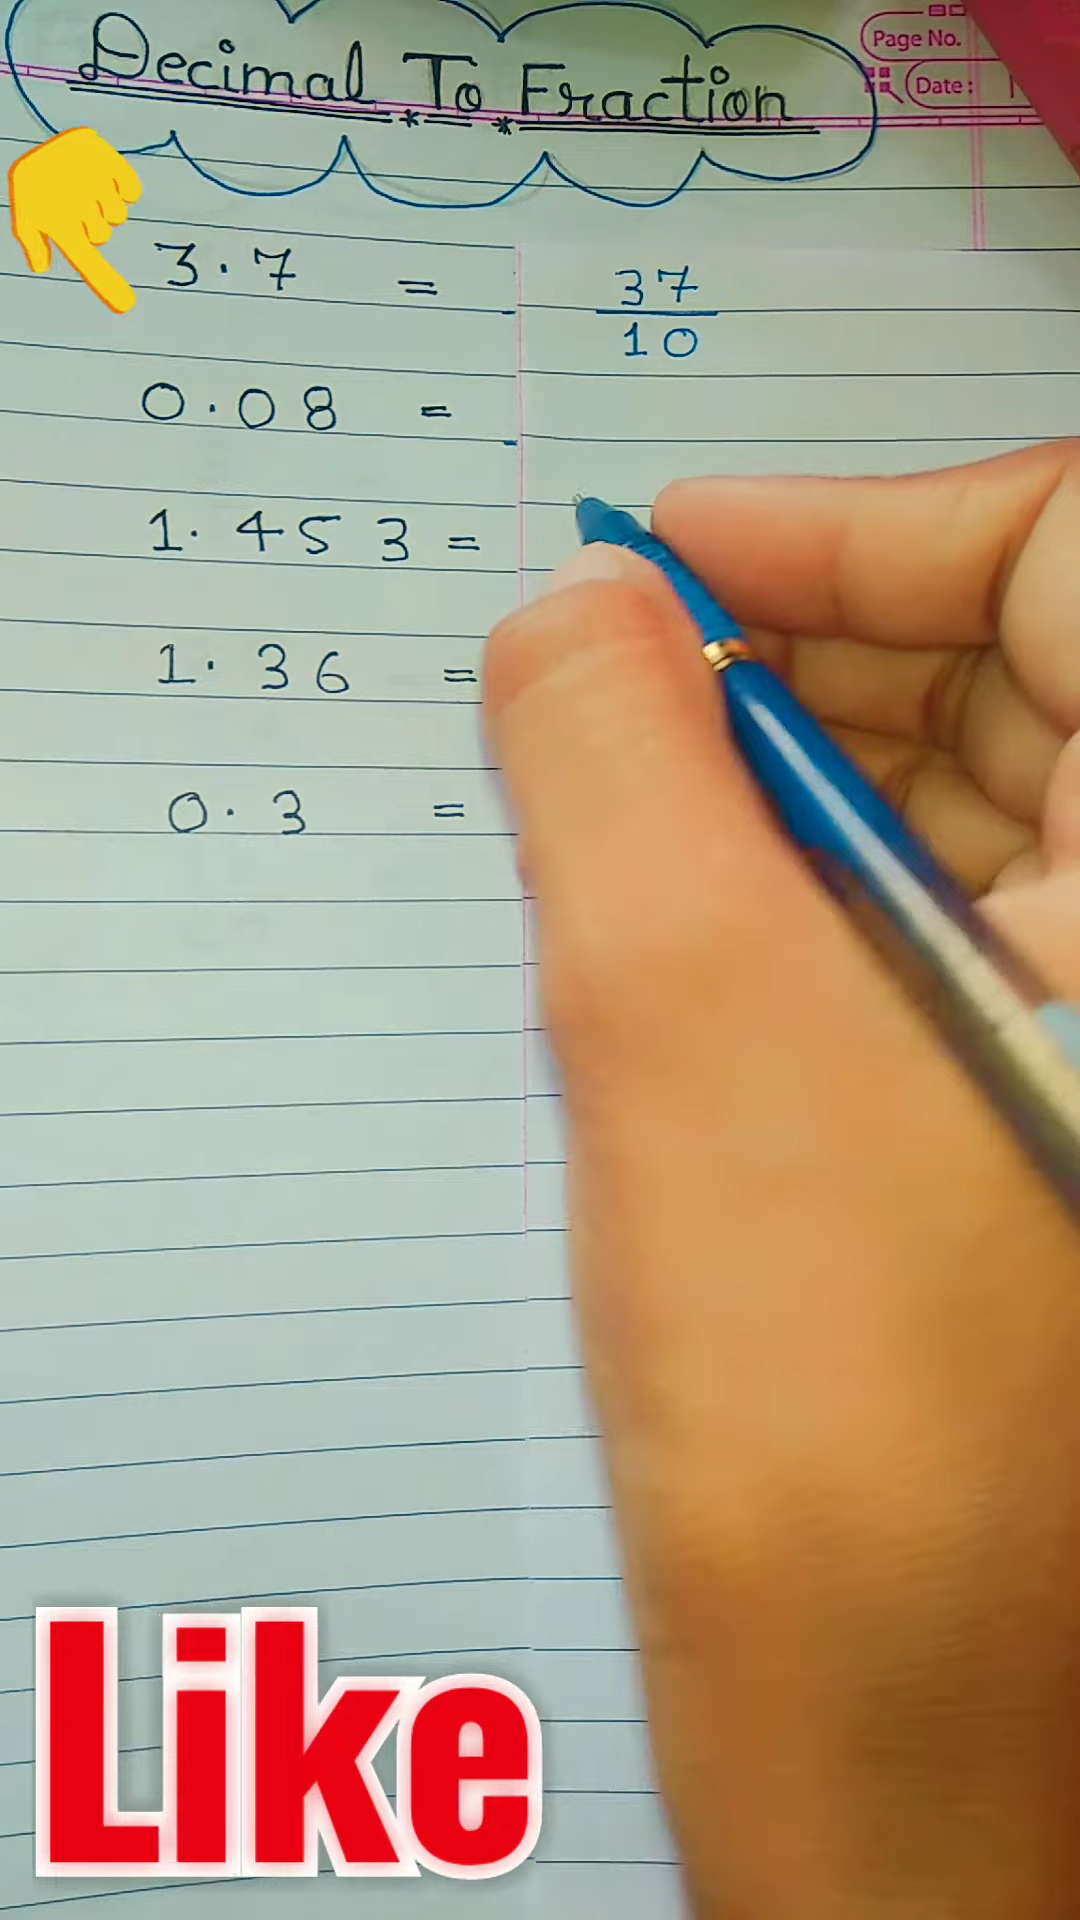 Page No.
Date:
Decimal To Fraction
3.7 = 37/10
0.08 =
1.453 =
1.36 =
0.3 =
Like